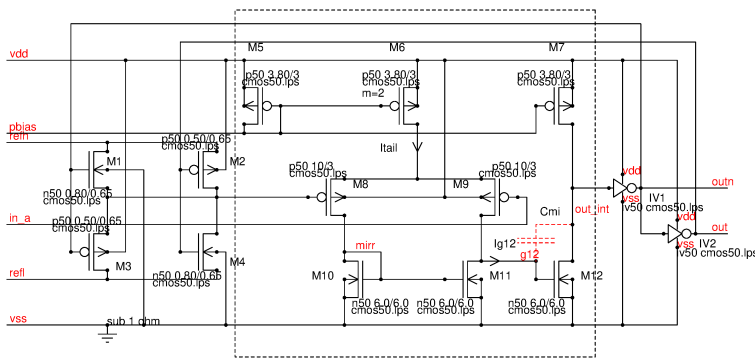 M5
M6
M7
vdd
p50 3.80/3
cmos50.lps
m=2
p50 3.80/3
cmos50.lps
p50 3.80/3
cmos50.lps
pbias
refh
p50 0.50/0.65
cmos50.lps
Itail
M1
M2
p50 10/3
cmos50.lps
p50 10/3
cmos50.lps
vdd
n50 0.80/0.65
cmos50.lps
M8
M9
IV1
outn
vss
iv50 cmos50.lps
in_a
p50 0.50/0.65
cmos50.lps
Cmi
out_int
vdd
out
mirr
Ig12
g12
vss
IV2
iv50 cmos50.lps
M3
M4
refl
n50 0.80/0.65
cmos50.lps
M10
M11
M12
n50 6.0/6.0
cmos50.lps
n50 6.0/6.0
cmos50.lps
n50 6.0/6.0
cmos50.lps
vss
sub 1 ohm